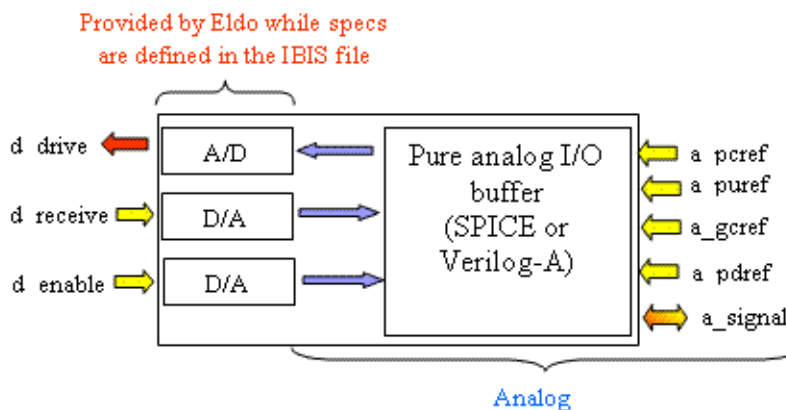 Provided by Eldo while specs
are defined in the IBIS file
d drive
A/D
Pure analog I/O
buffer
(SPICE or
Verilog-A)
a pcref
a puref
d receive
D/A
a_gcref
d enable
D/A
a pdref
a_signal
Analog